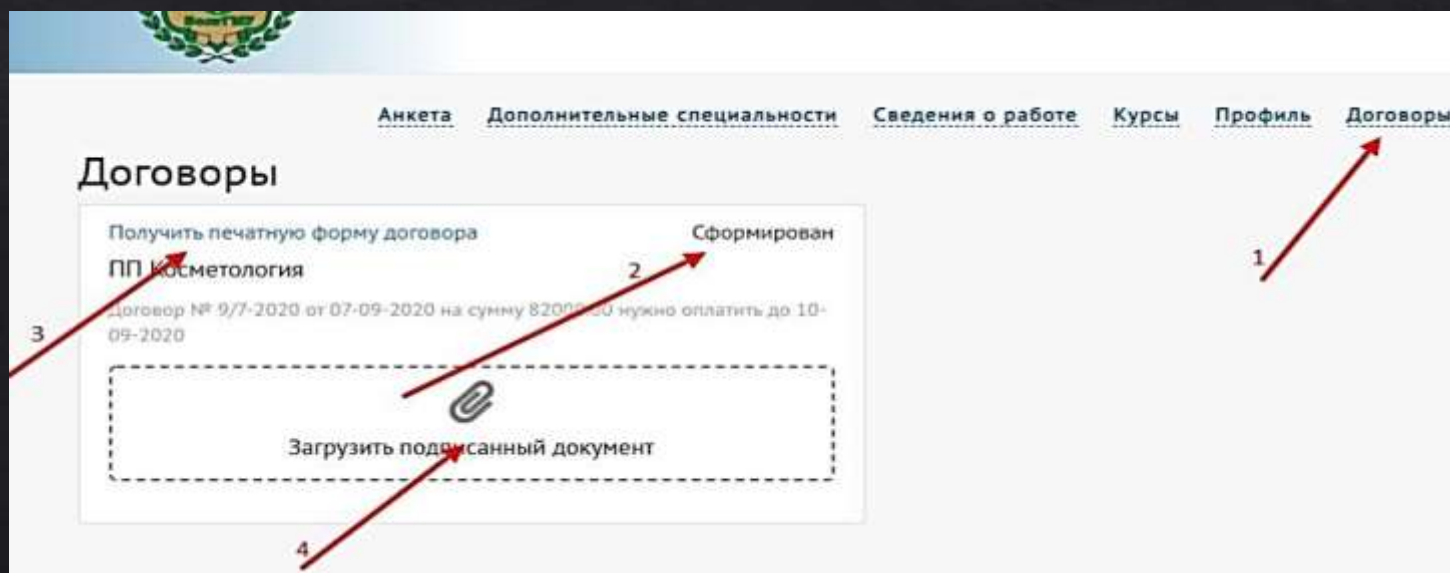 ВолгГМУ
Анкета Дополнительные специальности Сведения о работе Курсы Профиль Договоры
1
Договоры
Получить печатную форму договора Сформирован
2
ПП Косметология
3
Договор № 9/7-2020 от 07-09-2020 на сумму нужно оплатить до 10-
09-2020
Загрузить подписанный документ
4